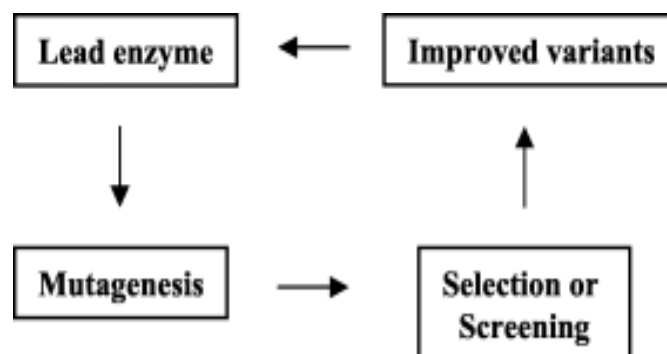 Lead enzyme
Improved variants
Mutagenesis
Selection or
Screening